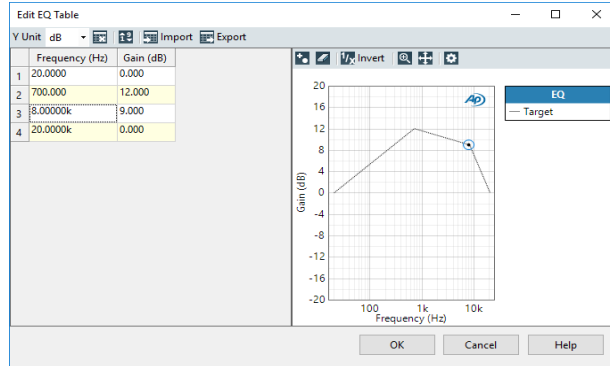 Edit EQ Table
Y Unit dB Import Export
Frequency (Hz) Gain (dB)
1 20.0000 0.000
2 700.000 12.000
3 8.00000k 9.000
4 20.0000k 0.000
1/x Invert
AP
EQ
Target
Gain (dB)
20
16
12
8
4
0
-4
-8
-12
-16
-20
100 1k 10k
Frequency (Hz)
OK Cancel Help